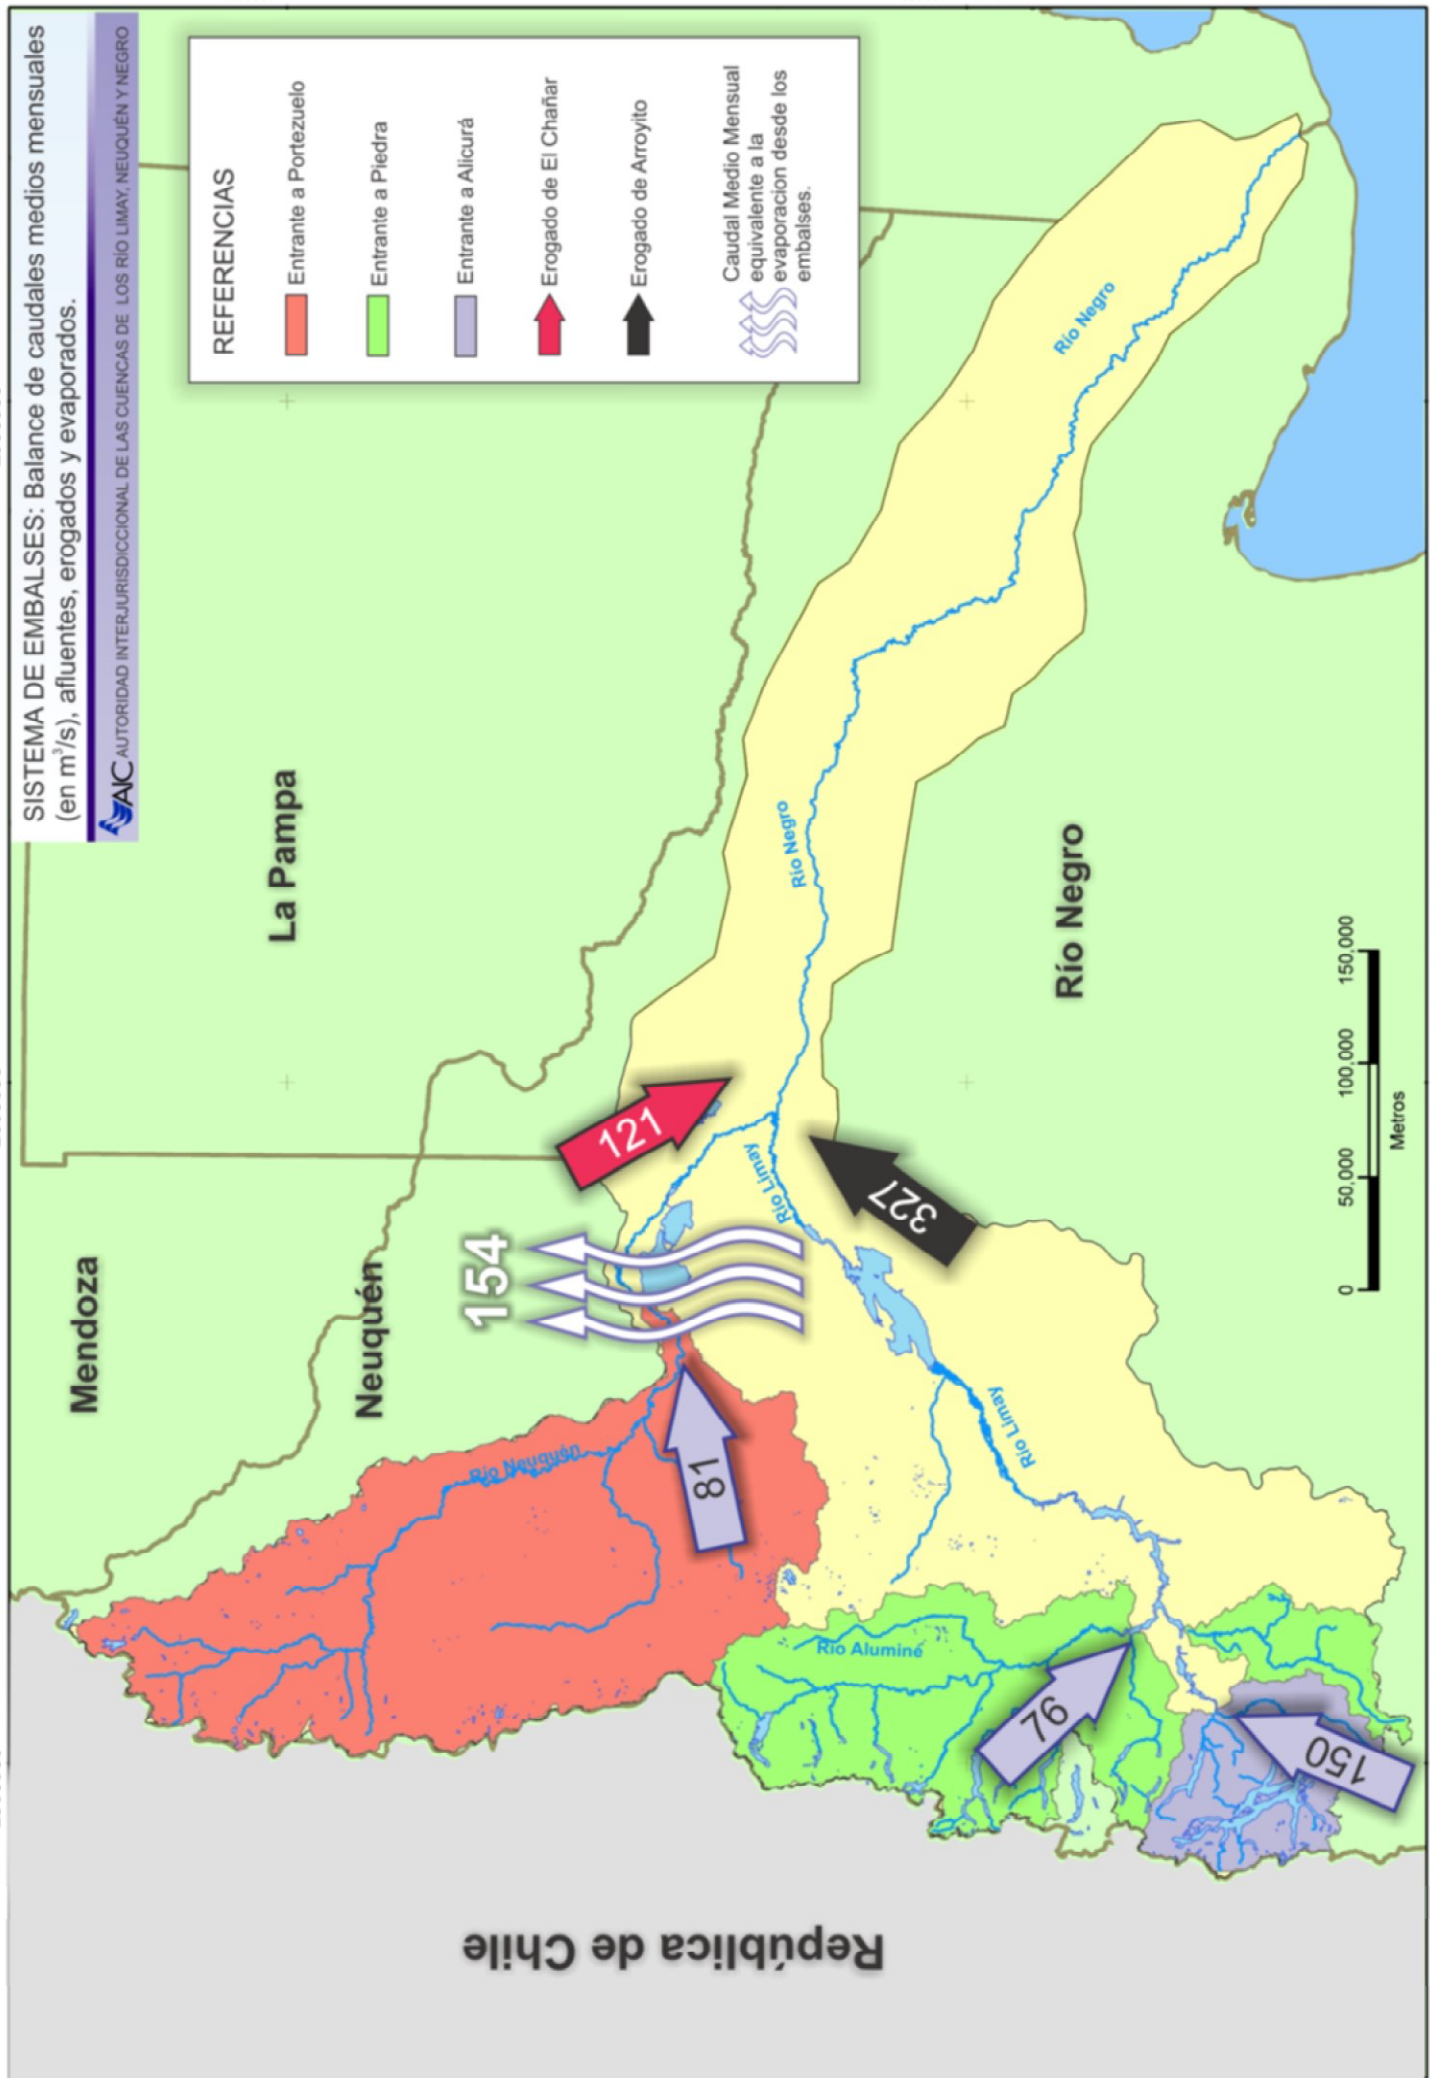 SISTEMA DE EMBALSES: Balance de caudales medios mensuales
(en m³/s), afluentes, erogados y evaporados.
AIC AUTORIDAD INTERJURISDICCIONAL DE LAS CUENCAS DE LOS RÍO LIMAY, NEUQUÉN Y NEGRO
REFERENCIAS
Entrante a Portezuelo
Entrante a Piedra
Entrante a Alicurá
Erogado de El Chañar
Erogado de Arroyito
Caudal Medio Mensual
equivalente a la
evaporacion desde los
embalses.
Mendoza
La Pampa
Neuquén
Río Negro
República de Chile
154
121
327
81
76
150
Río Neuquén
Río Limay
Río Limay
Río Aluminé
Río Negro
Río Negro
0
50,000
100,000
150,000
Metros